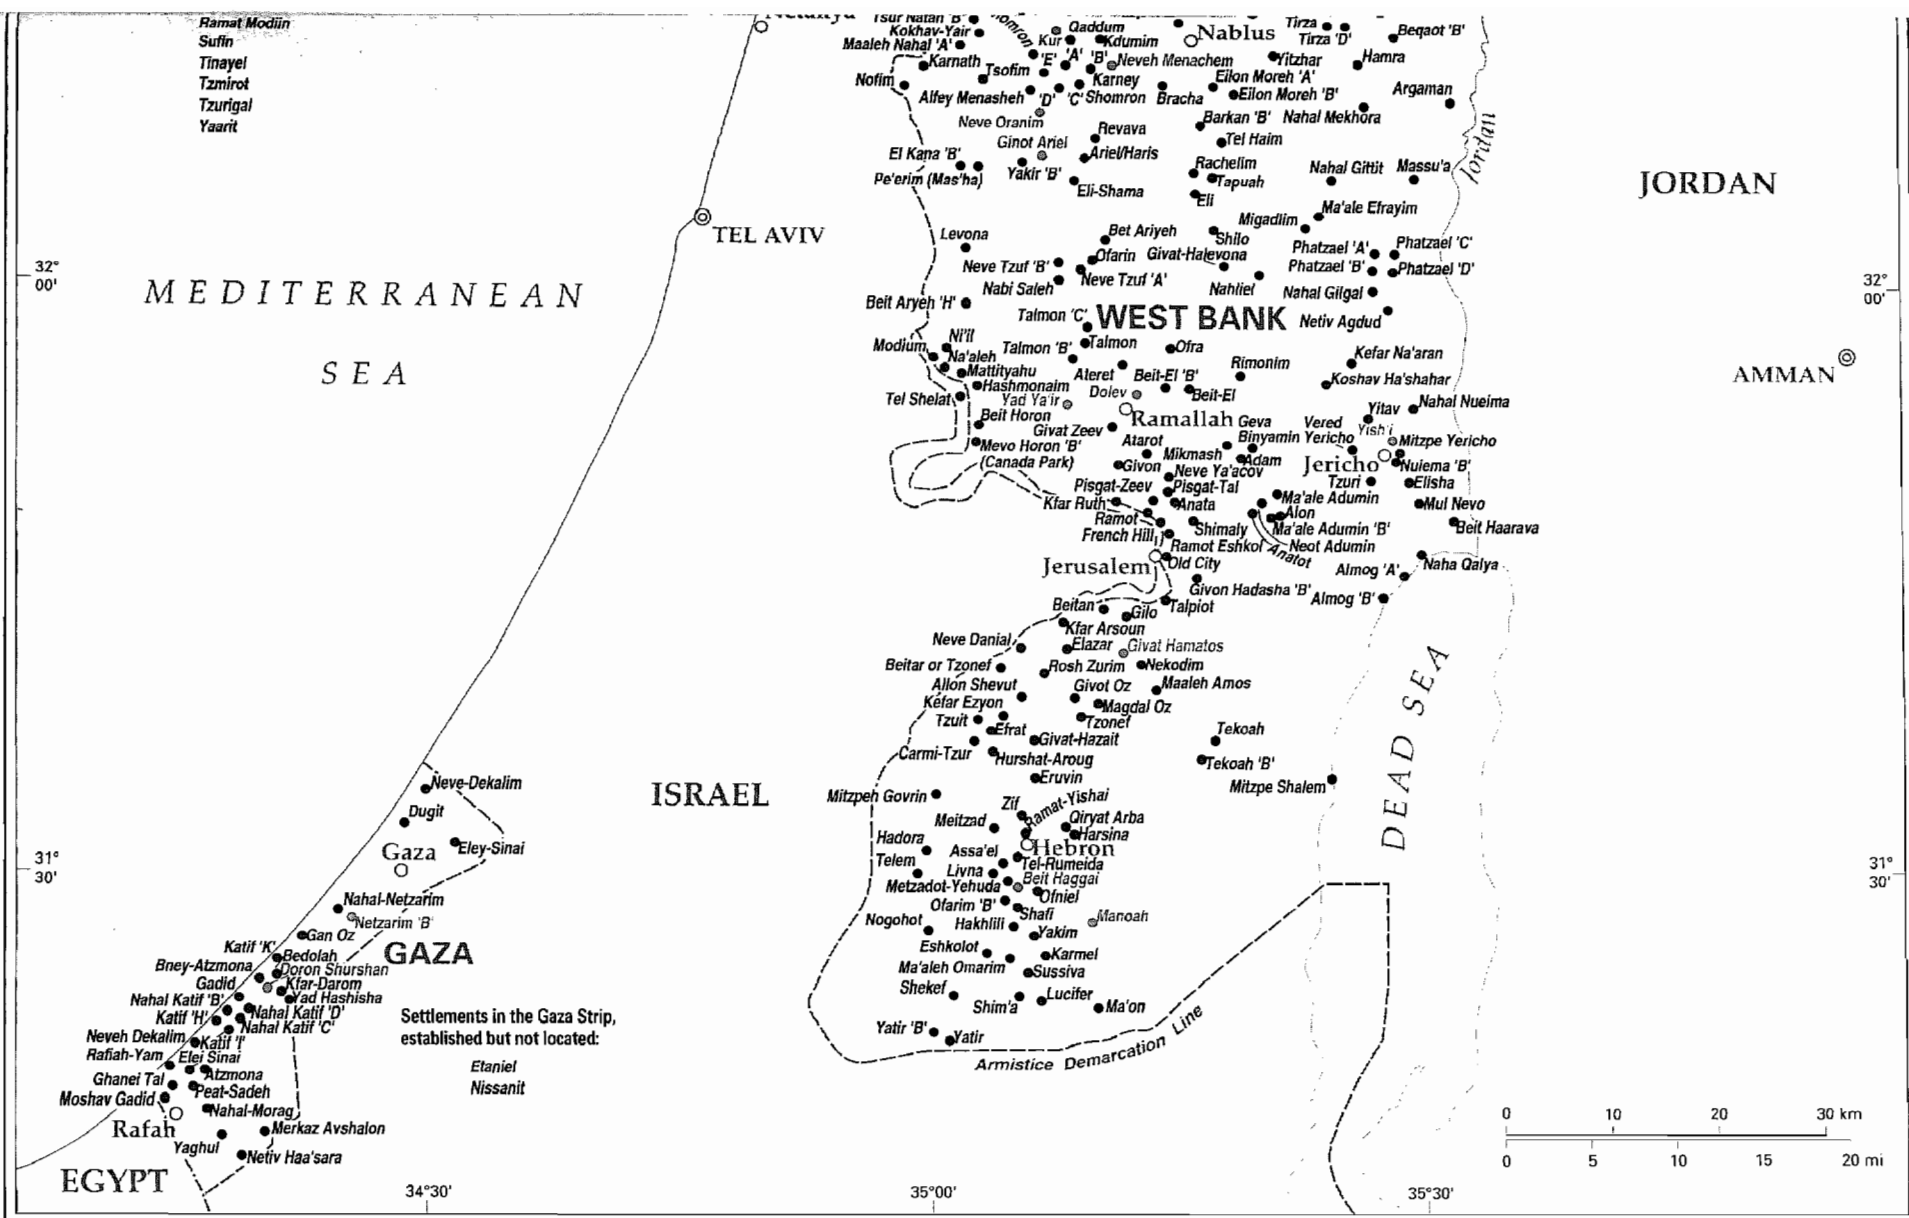 Ramat Modiin
Sufin
Tinayel
Tzmirot
Tzurigal
Yaarit
Tsur Natan 'B'
Kokhav-Yair
Maaleh Nahal 'A'
Karnath
Nofim
Tsofim
Alfey Menasheh
Kur
Qaddum
Kdumim
'E'
'A'
'B'
'D'
'C'
Neveh Menachem
Karney
Shomron
Bracha
Nablus
Yitzhar
Tirza
Tirza 'D'
Beqaot 'B'
Hamra
Argaman
Eilon Moreh 'A'
Eilon Moreh 'B'
Nahal Mekhora
Neve Oranim
Ginot Ariel
Revava
Ariel/Haris
Barkan 'B'
Tel Haim
Jordan
JORDAN
El Kana 'B'
Pe'erim (Mas'ha)
Yakir 'B'
Eli-Shama
Rachelim
Tapuah
Eli
Nahal Gittit
Massu'a
Ma'ale Efrayim
Migadlim
TEL AVIV
MEDITERRANEAN
SEA
32°
00'
32°
00'
Levona
Bet Ariyeh
Ofarin
Givat-Halevona
Shilo
Phatzael 'A'
Phatzael 'C'
Phatzael 'B'
Phatzael 'D'
Neve Tzuf 'B'
Neve Tzuf 'A'
Nabi Saleh
Nahliel
Nahal Gilgal
Beit Aryeh 'H'
Talmon 'C'
WEST BANK
Netiv Agdud
Ni'il
Modium
Na'aleh
Mattityahu
Hashmonaim
Talmon 'B'
Talmon
Ofra
Rimonim
Kefar Na'aran
AMMAN
Ateret
Beit-El 'B'
Beit-El
Koshav Ha'shahar
Tel Shelat
Yad Ya'ir
Dolev
Beit Horon
Ramallah
Yitav
Nahal Nueima
Givat Zeev
Geva
Binyamin
Vered
Yericho
Yish'i
Mitzpe Yericho
Mevo Horon 'B'
(Canada Park)
Atarot
Mikmash
Adam
Jericho
Nuiema 'B'
Givon
Neve Ya'acov
Tzuri
Elisha
Pisgat-Zeev
Pisgat-Tal
Kfar Ruth
Anata
Ma'ale Adumin
Mul Nevo
Ramot
Alon
French Hill
Shimaly
Ma'ale Adumin 'B'
Beit Haarava
Ramot Eshkol
Anatot
Neot Adumin
Jerusalem
Old City
Almog 'A'
Naha Qalya
Givon Hadasha 'B'
Almog 'B'
Beitan
Gilo
Talpiot
Kfar Arsoun
Neve Danial
Elazar
Givat Hamatos
Beitar or Tzonef
Rosh Zurim
Nekodim
Allon Shevut
Givot Oz
Maaleh Amos
Kefar Ezyon
Magdal Oz
Tzuit
Efrat
Tzonef
Givat-Hazait
Tekoah
Carmi-Tzur
Hurshat-Aroug
Tekoah 'B'
Eruvin
Mitzpe Shalem
DEAD SEA
ISRAEL
Mitzpeh Govrin
Zif
Ramat-Yishai
Meitzad
Qiryat Arba
Harsina
Hadora
Assa'el
Hebron
Telem
Livna
Tel-Rumeida
Metzadot-Yehuda
Beit Haggai
Ofniel
Ofarim 'B'
Shafi
Manoah
Nogohot
Hakhlili
Yakim
Eshkolot
Karmel
Ma'aleh Omarim
Sussiva
Shekef
Shim'a
Lucifer
Ma'on
Yatir 'B'
Yatir
Armistice Demarcation Line
Neve-Dekalim
Dugit
Gaza
Eley-Sinai
31°
30'
31°
30'
Nahal-Netzarim
Netzarim 'B'
Gan Oz
GAZA
Katif 'K'
Bedolah
Bney-Atzmona
Doron Shurshan
Gadid
Kfar-Darom
Nahal Katif 'B'
Yad Hashisha
Katif 'H'
Nahal Katif 'D'
Nahal Katif 'C'
Neveh Dekalim
Katif 'I'
Rafiah-Yam
Elei Sinai
Ghanei Tal
Atzmona
Peat-Sadeh
Moshav Gadid
Nahal-Morag
Rafah
Merkaz Avshalon
Yaghul
Netiv Haa'sara
EGYPT
Settlements in the Gaza Strip,
established but not located:
Etaniel
Nissanit
0 10 20 30 km
0 5 10 15 20 mi
34°30'
35°00'
35°30'